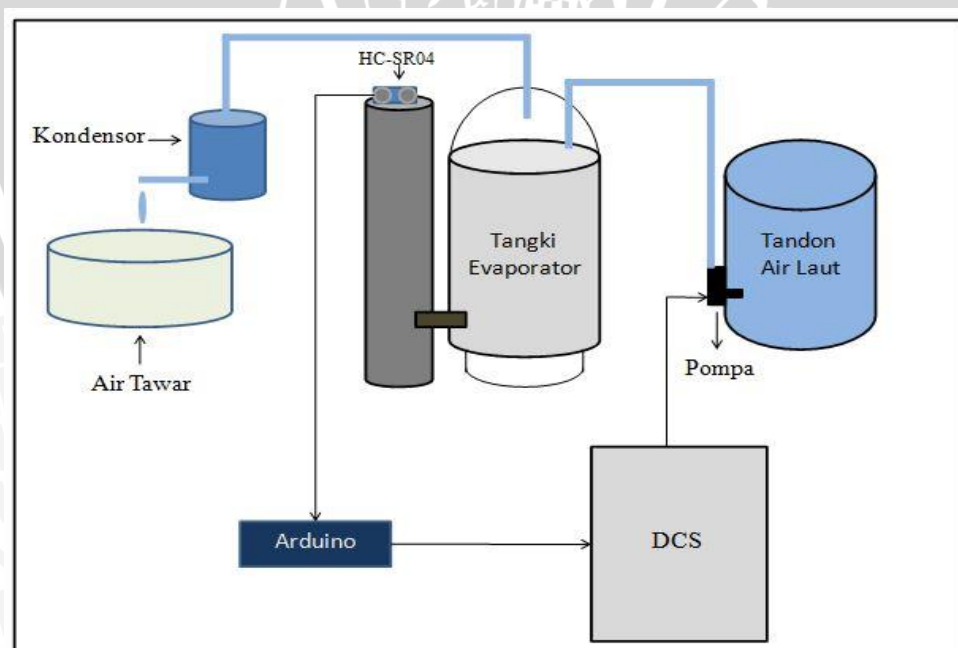 HC-SR04
Kondensor
Tangki
Evaporator
Tandon
Air Laut
Pompa
Air Tawar
Arduino
DCS